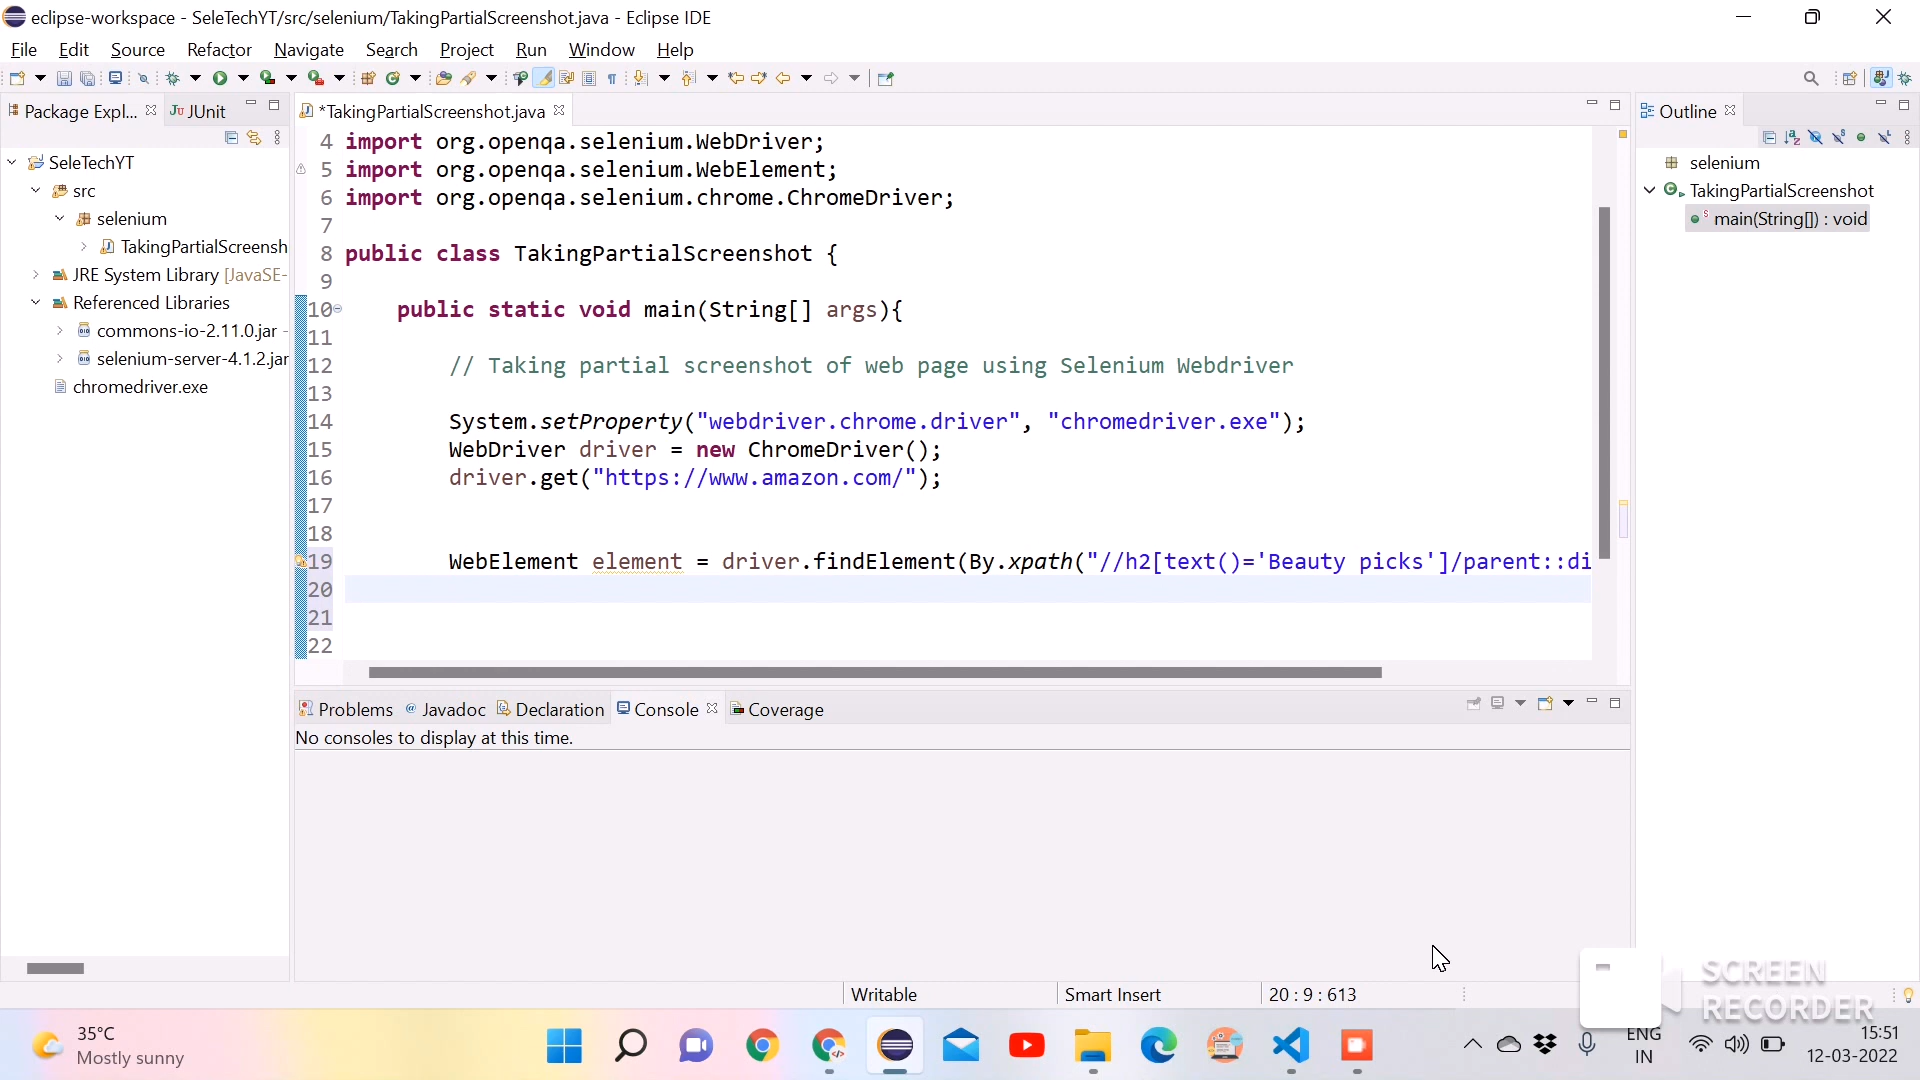 eclipse-workspace - SeleTechYT/src/selenium/TakingPartialScreenshot.java - Eclipse IDE
File Edit Source Refactor Navigate Search Project Run Window Help
Package Expl... JUnit
*TakingPartialScreenshot.java
Outline
SeleTechYT
src
selenium
TakingPartialScreensh
JRE System Library [JavaSE-
Referenced Libraries
commons-io-2.11.0.jar -
selenium-server-4.1.2.jar
chromedriver.exe
4 import org.openqa.selenium.WebDriver;
5 import org.openqa.selenium.WebElement;
6 import org.openqa.selenium.chrome.ChromeDriver;
7
8 public class TakingPartialScreenshot {
9
10 public static void main(String[] args){
11
12 // Taking partial screenshot of web page using Selenium Webdriver
13
14 System.setProperty("webdriver.chrome.driver", "chromedriver.exe");
15 WebDriver driver = new ChromeDriver();
16 driver.get("https://www.amazon.com/");
17
18
19 WebElement element = driver.findElement(By.xpath("//h2[text()='Beauty picks']/parent::di
20
21
22
selenium
TakingPartialScreenshot
main(String[]) : void
Problems Javadoc Declaration Console Coverage
No consoles to display at this time.
Writable Smart Insert 20 : 9 : 613
SCREEN
RECORDER
35°C
Mostly sunny
ENG
IN
15:51
12-03-2022